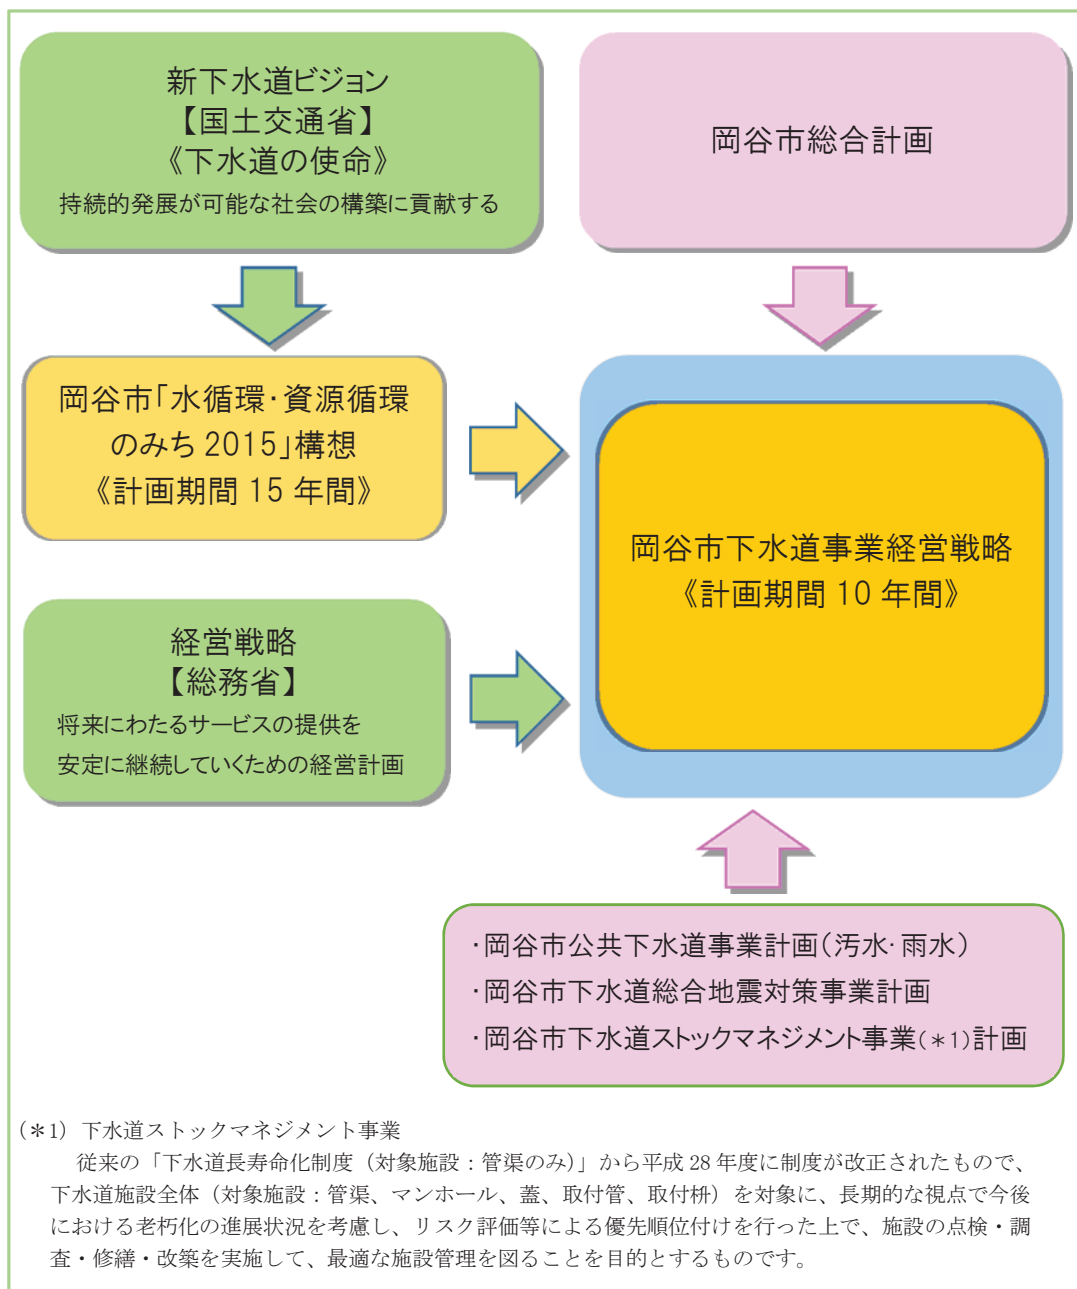 新下水道ビジョン
【国土交通省】
《下水道の使命》
持続的発展が可能な社会の構築に貢献する
岡谷市総合計画
岡谷市｢水循環･資源循環
のみち 2015｣構想
《計画期間 15 年間》
岡谷市下水道事業経営戦略
《計画期間 10 年間》
経営戦略
【総務省】
将来にわたるサービスの提供を
安定に継続していくための経営計画
･岡谷市公共下水道事業計画(汚水･雨水)
･岡谷市下水道総合地震対策事業計画
･岡谷市下水道ストックマネジメント事業(＊1)計画
(＊1) 下水道ストックマネジメント事業
従来の「下水道長寿命化制度（対象施設：管渠のみ）」から平成 28 年度に制度が改正されたもので、
下水道施設全体（対象施設：管渠、マンホール、蓋、取付管、取付枡）を対象に、長期的な視点で今後
における老朽化の進展状況を考慮し、リスク評価等による優先順位付けを行った上で、施設の点検・調
査・修繕・改築を実施して、最適な施設管理を図ることを目的とするものです。